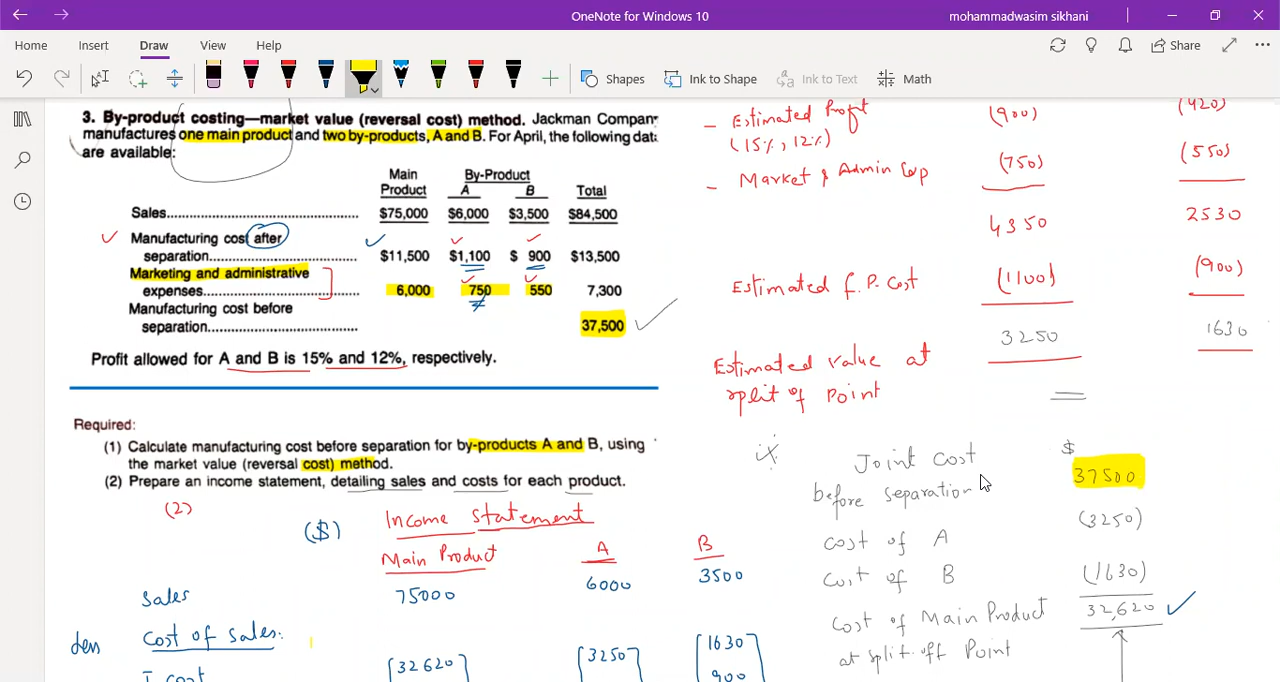 OneNote for Windows 10
mohammadwasim sikhani
Home Insert Draw View Help
Share
Shapes
Ink to Shape
Ink to Text
Math
3. By-product costing—market value (reversal cost) method. Jackman Compan
manufactures one main product and two by-products, A and B. For April, the following dat
are available:
Main By-Product
Product A B Total
Sales $75,000 $6,000 $3,500 $84,500
Manufacturing cost after
separation $11,500 $1,100 $ 900 $13,500
Marketing and administrative
expenses 6,000 750 550 7,300
Manufacturing cost before
separation 37,500
Profit allowed for A and B is 15% and 12%, respectively.
Required:
(1) Calculate manufacturing cost before separation for by-products A and B, using
the market value (reversal cost) method.
(2) Prepare an income statement, detailing sales and costs for each product.
(2) ($) Income Statement
Main Product A B
Sales 75000 6000 3500
Cost of Sales:
[32620] [3250] [1630
900
- Estimated Profit (900) (420)
(15%, 12%)
- Market & Admin Exp (750) (550)
4350 2530
Estimated f.P. Cost (1100) (900)
3250 1630
Estimated value at
split of Point
Joint Cost $
before separation 37500
Cost of A (3250)
Cost of B (1630)
Cost of Main Product 32,620
at split off Point